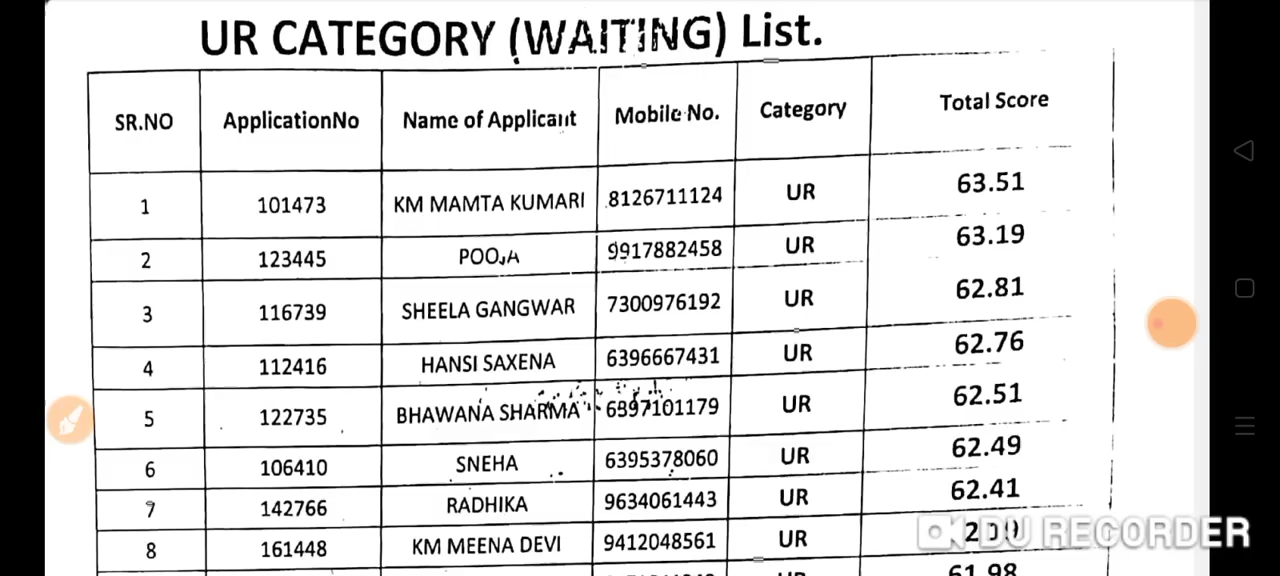 UR CATEGORY (WAITING) List.
SR.NO ApplicationNo Name of Applicant Mobile No. Category Total Score
1 101473 KM MAMTA KUMARI 8126711124 UR 63.51
2 123445 POOJA 9917882458 UR 63.19
3 116739 SHEELA GANGWAR 7300976192 UR 62.81
4 112416 HANSI SAXENA 6396667431 UR 62.76
5 122735 BHAWANA SHARMA 6897101179 UR 62.51
6 106410 SNEHA 6395378060 UR 62.49
7 142766 RADHIKA 9634061443 UR 62.41
8 161448 KM MEENA DEVI 9412048561 UR
DU RECORDER
UR 61.98